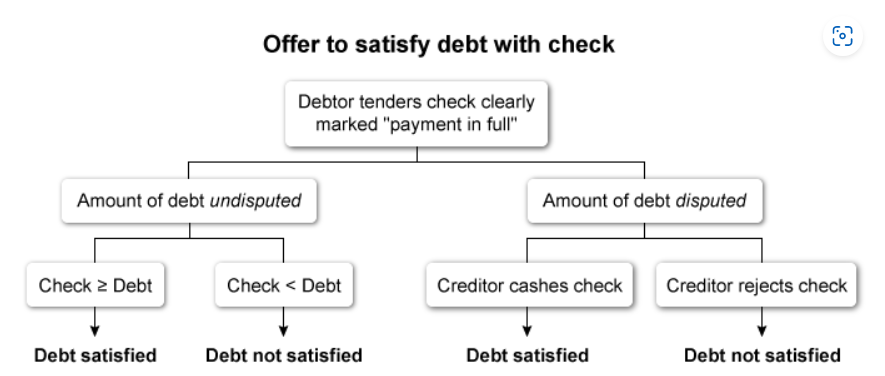 Offer to satisfy debt with check
Debtor tenders check clearly
marked "payment in full"
Amount of debt undisputed
Amount of debt disputed
Check ≥ Debt
Check < Debt
Creditor cashes check
Creditor rejects check
Debt satisfied
Debt not satisfied
Debt satisfied
Debt not satisfied